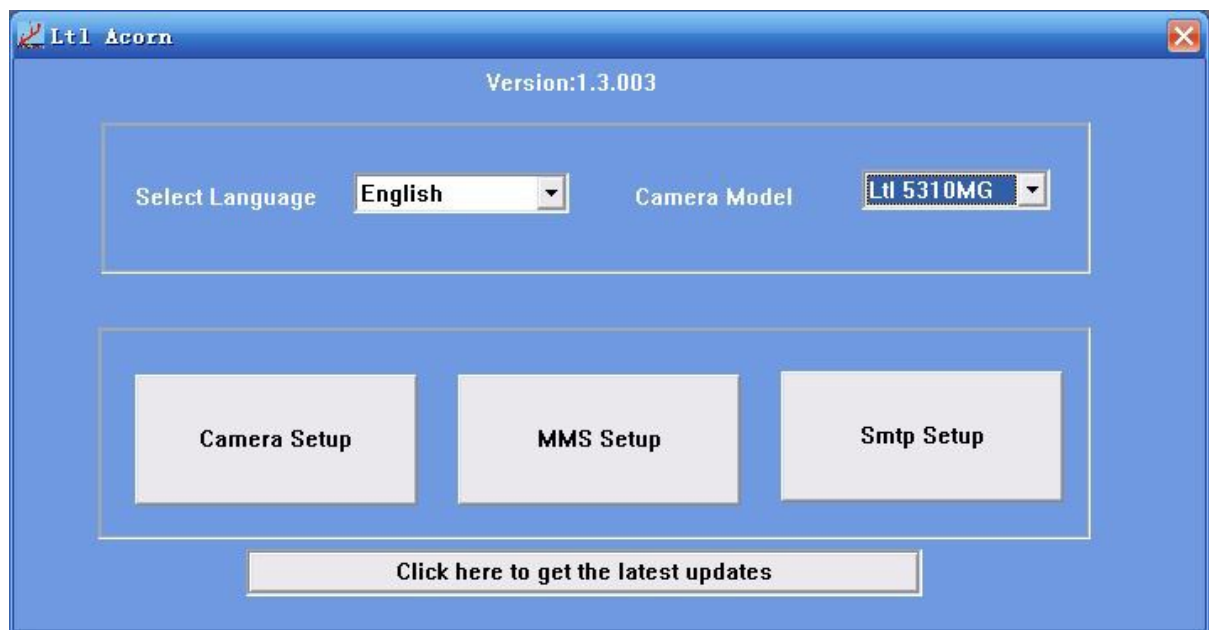 Ltl Acorn
Version:1.3.003
Select Language English Camera Model Ltl 5310MG
Camera Setup MMS Setup Smtp Setup
Click here to get the latest updates